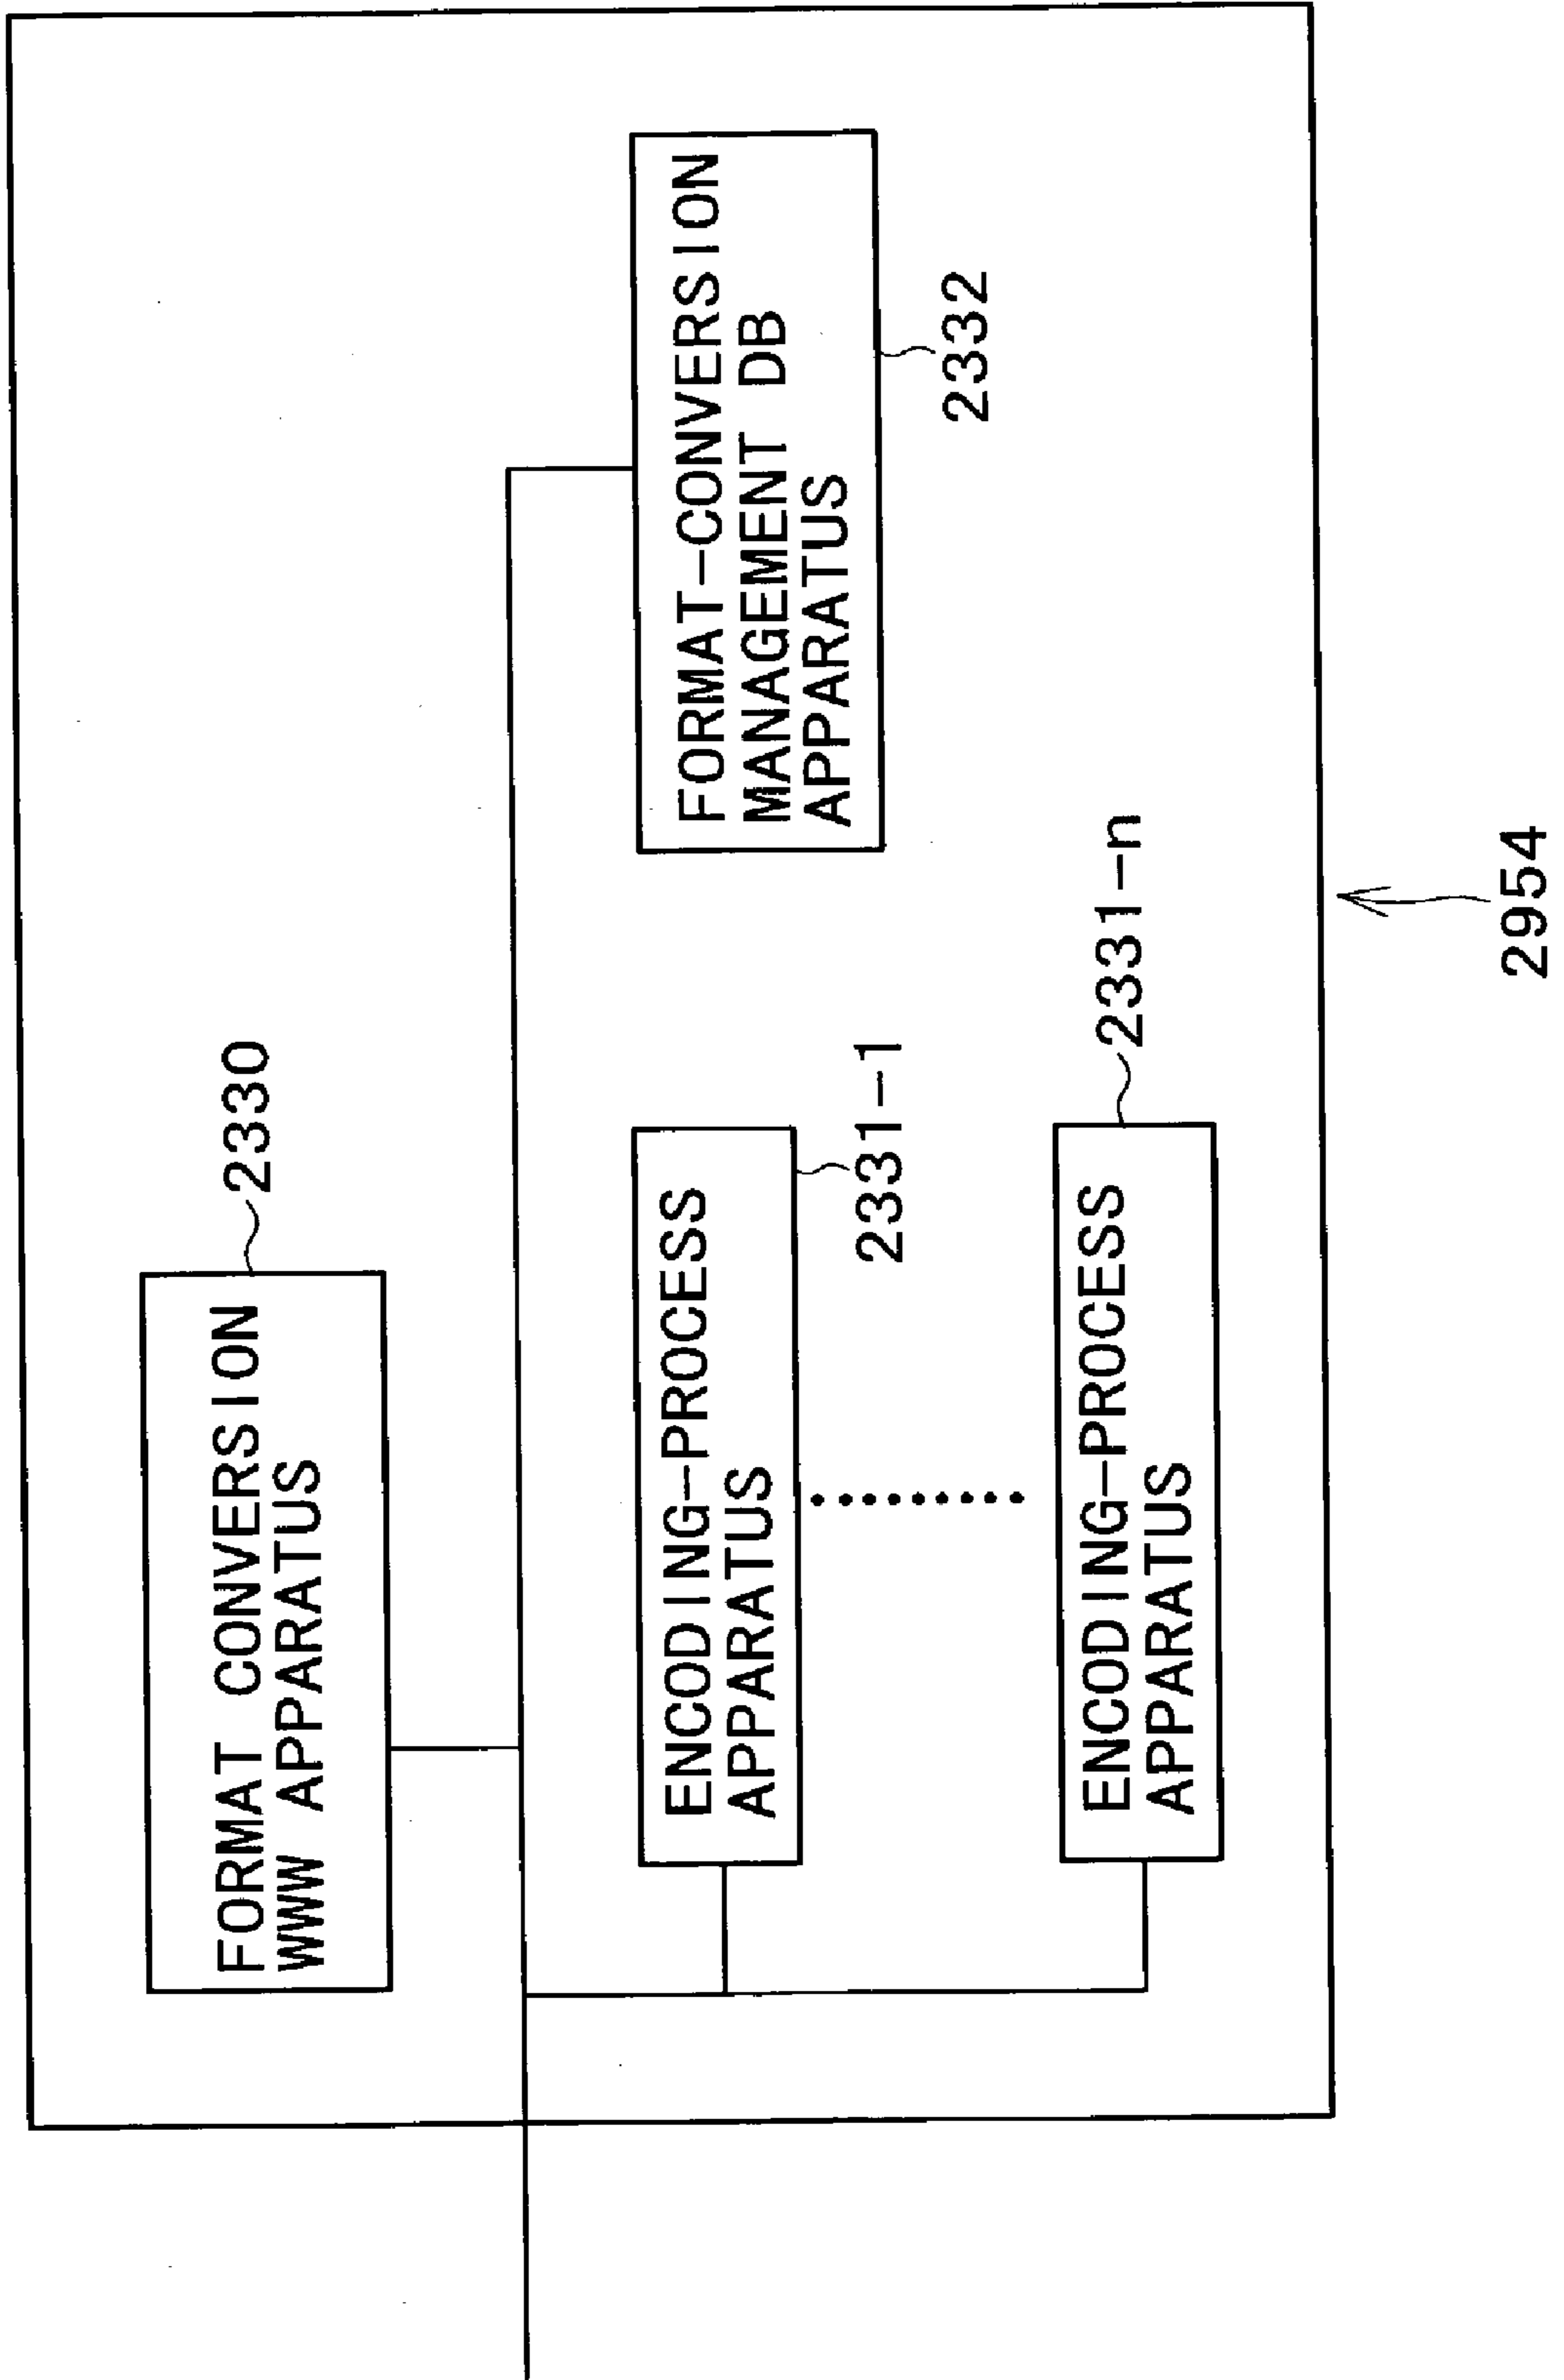 FORMAT CONVERSION
WWW APPARATUS
2330
ENCODING-PROCESS
APPARATUS
2331-1
ENCODING-PROCESS
APPARATUS
2331-n
FORMAT-CONVERSION
MANAGEMENT DB
APPARATUS
2332
2954